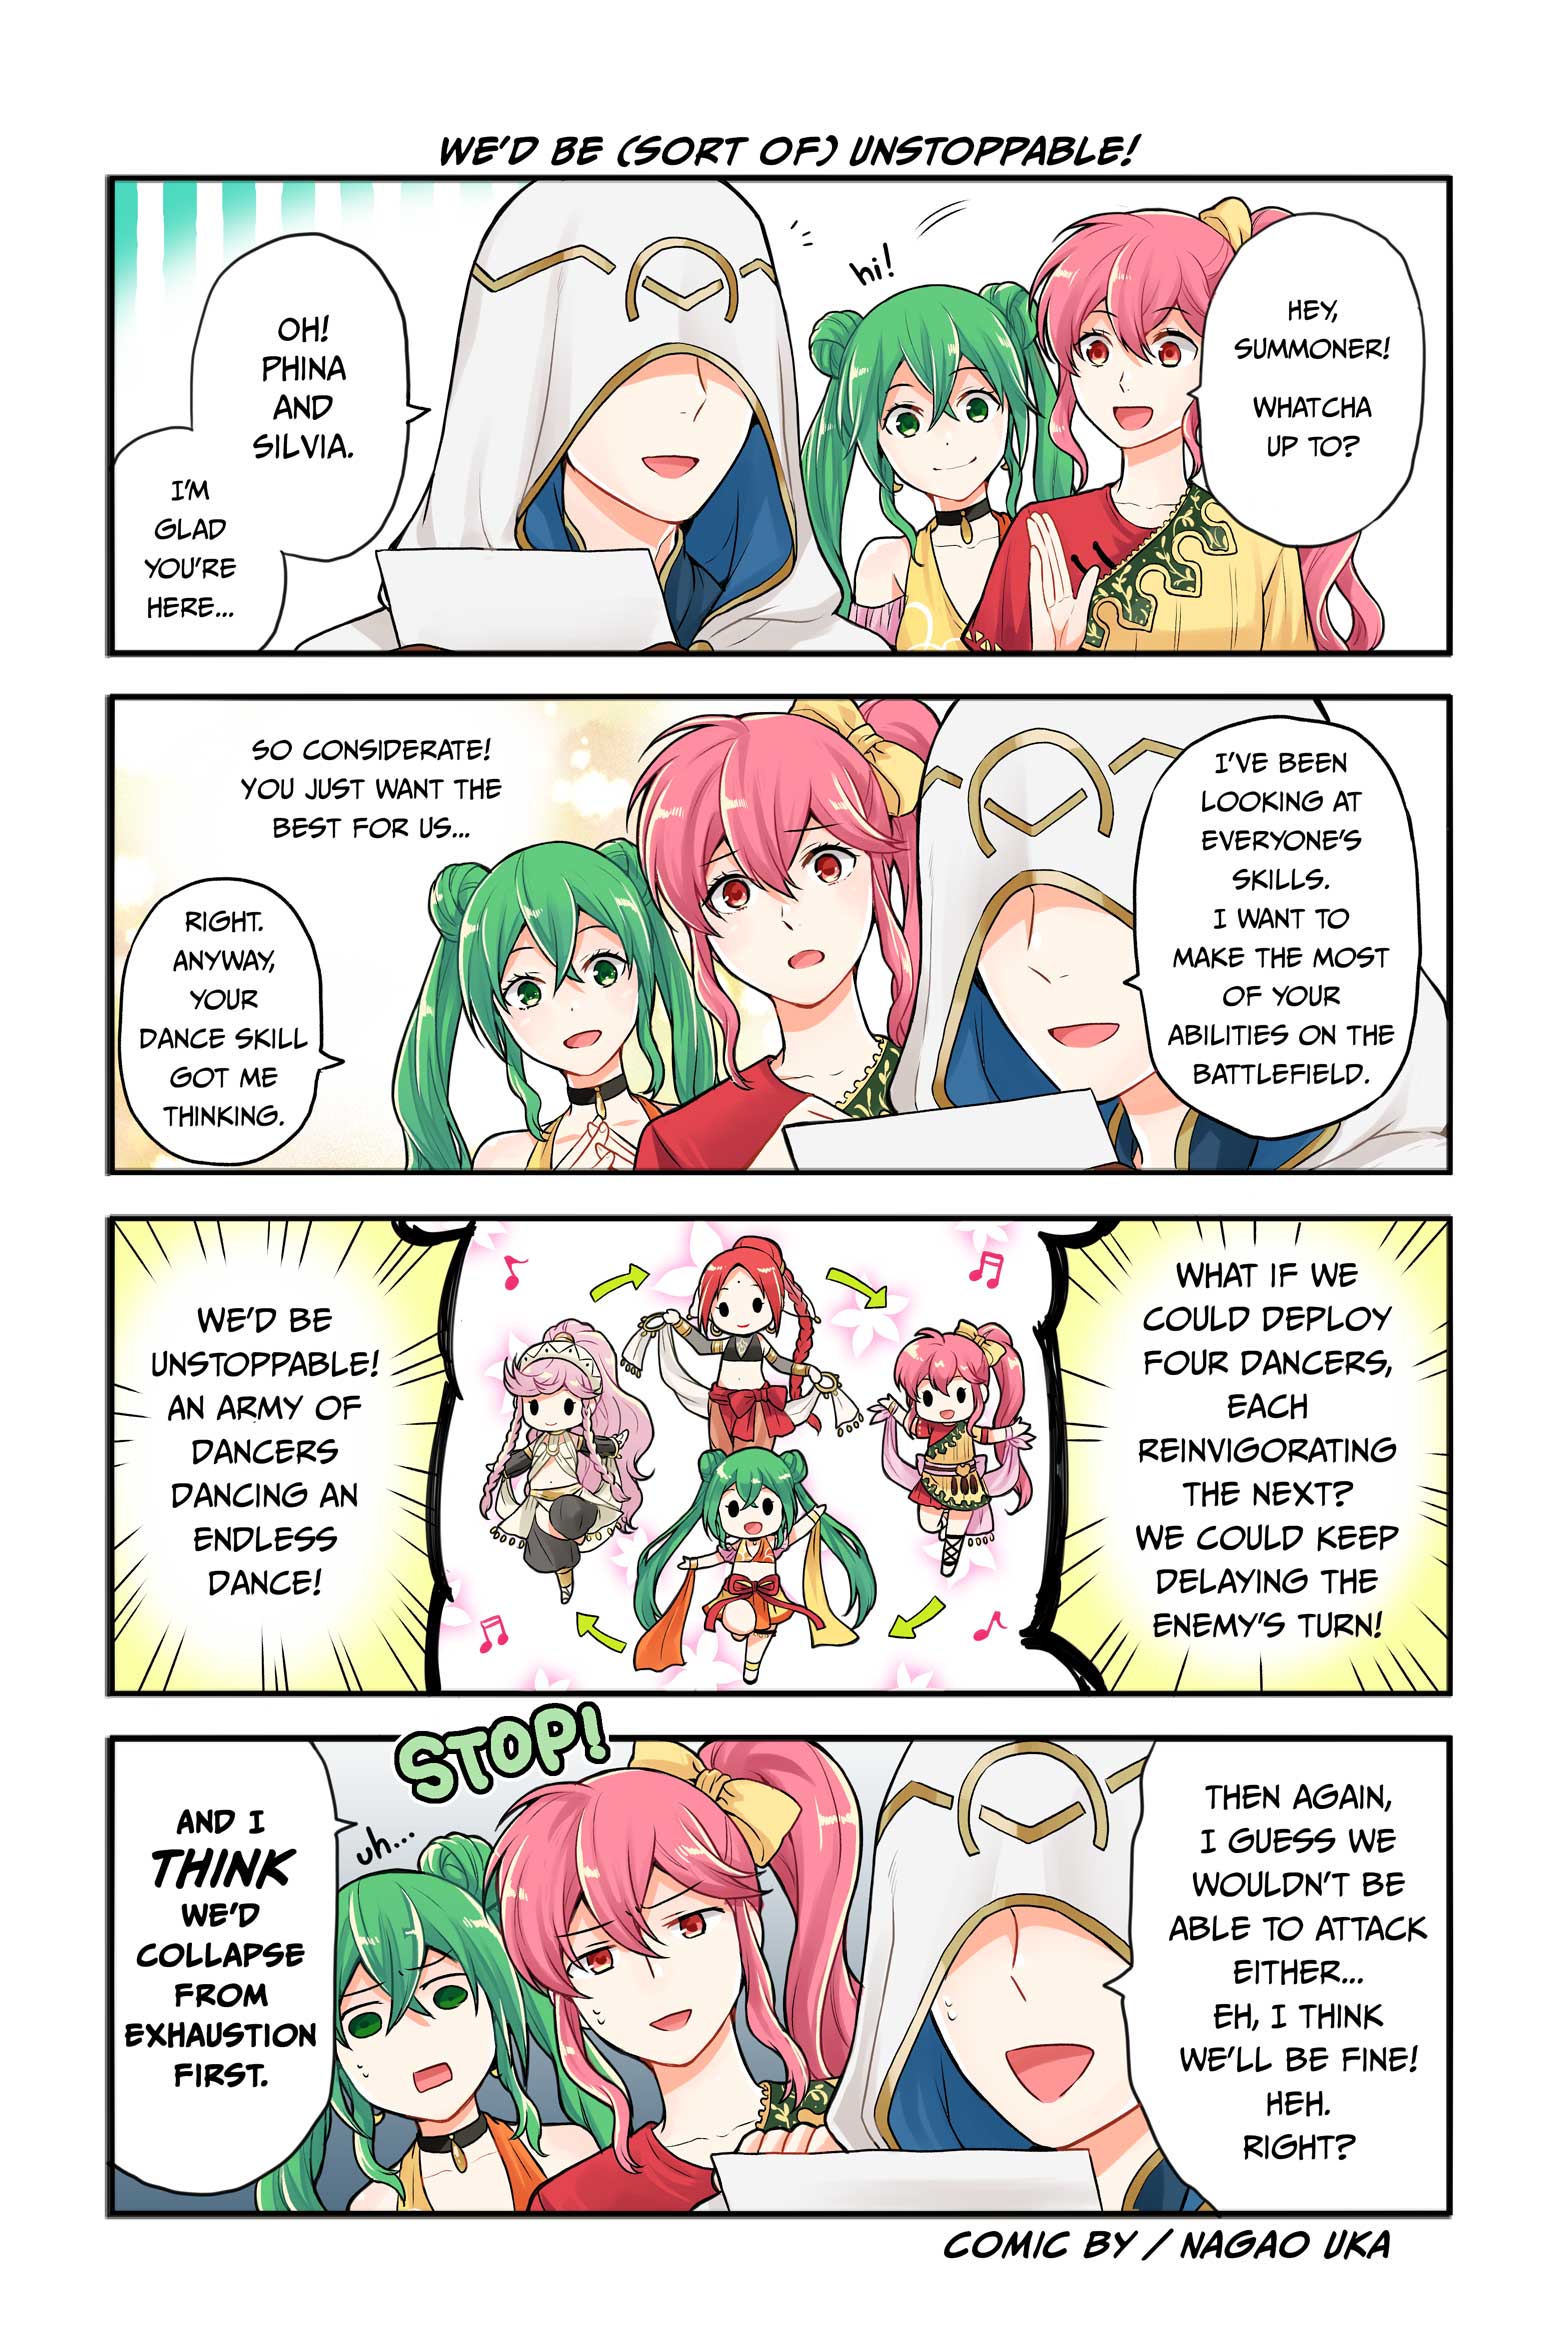 WE'D BE (SORT OF) UNSTOPPABLE!
HEY,
SUMMONER!
WHATCHA
UP TO?
hi!
OH!
PHINA
AND
SILVIA.
I'M
GLAD
YOU'RE
HERE...
I'VE BEEN
LOOKING AT
EVERYONE'S
SKILLS.
I WANT TO
MAKE THE MOST
OF YOUR
ABILITIES ON THE
BATTLEFIELD.
SO CONSIDERATE!
YOU JUST WANT THE
BEST FOR US...
RIGHT.
ANYWAY,
YOUR
DANCE SKILL
GOT ME
THINKING.
WHAT IF WE
COULD DEPLOY
FOUR DANCERS,
EACH
REINVIGORATING
THE NEXT?
WE COULD KEEP
DELAYING THE
ENEMY'S TURN!
WE'D BE
UNSTOPPABLE!
AN ARMY OF
DANCERS
DANCING AN
ENDLESS
DANCE!
THEN AGAIN,
I GUESS WE
WOULDN'T BE
ABLE TO ATTACK
EITHER...
EH, I THINK
WE'LL BE FINE!
HEH.
RIGHT?
STOP!
uh...
AND I
THINK
WE'D
COLLAPSE
FROM
EXHAUSTION
FIRST.
COMIC BY / NAGAO UKA